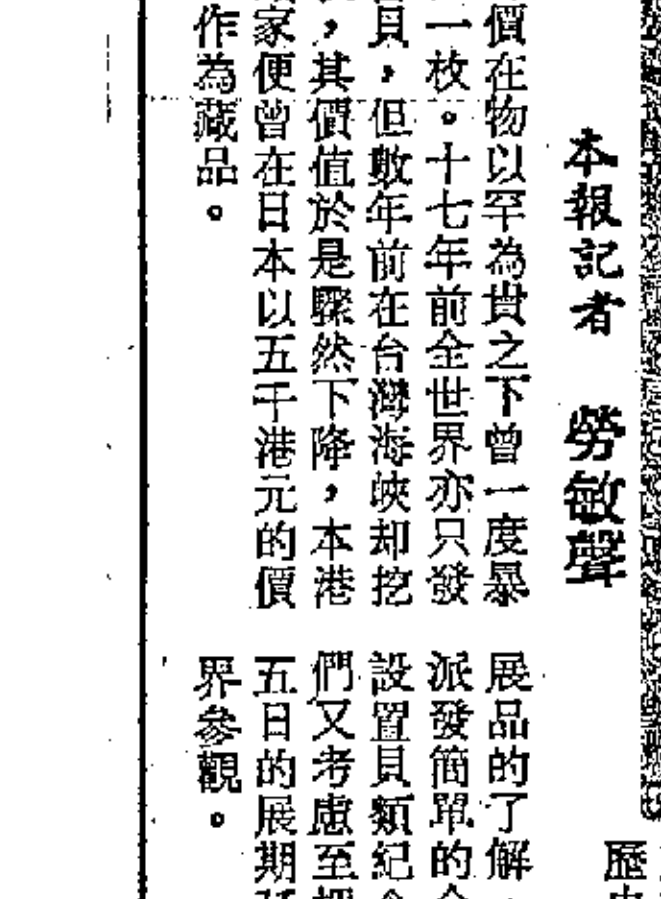 本報記者　勞敏聲
價在物以罕為貴之下曾一度暴
一枚。十七年前全世界亦只發
貝，但數年前在台灣海峽却挖
，其價值於是驟然下降，本港
家便曾在日本以五千港元的價
作為藏品。
歷
展品的了解
派發簡單的
設置貝類紀
們又考慮至
五日的展期
界參觀。